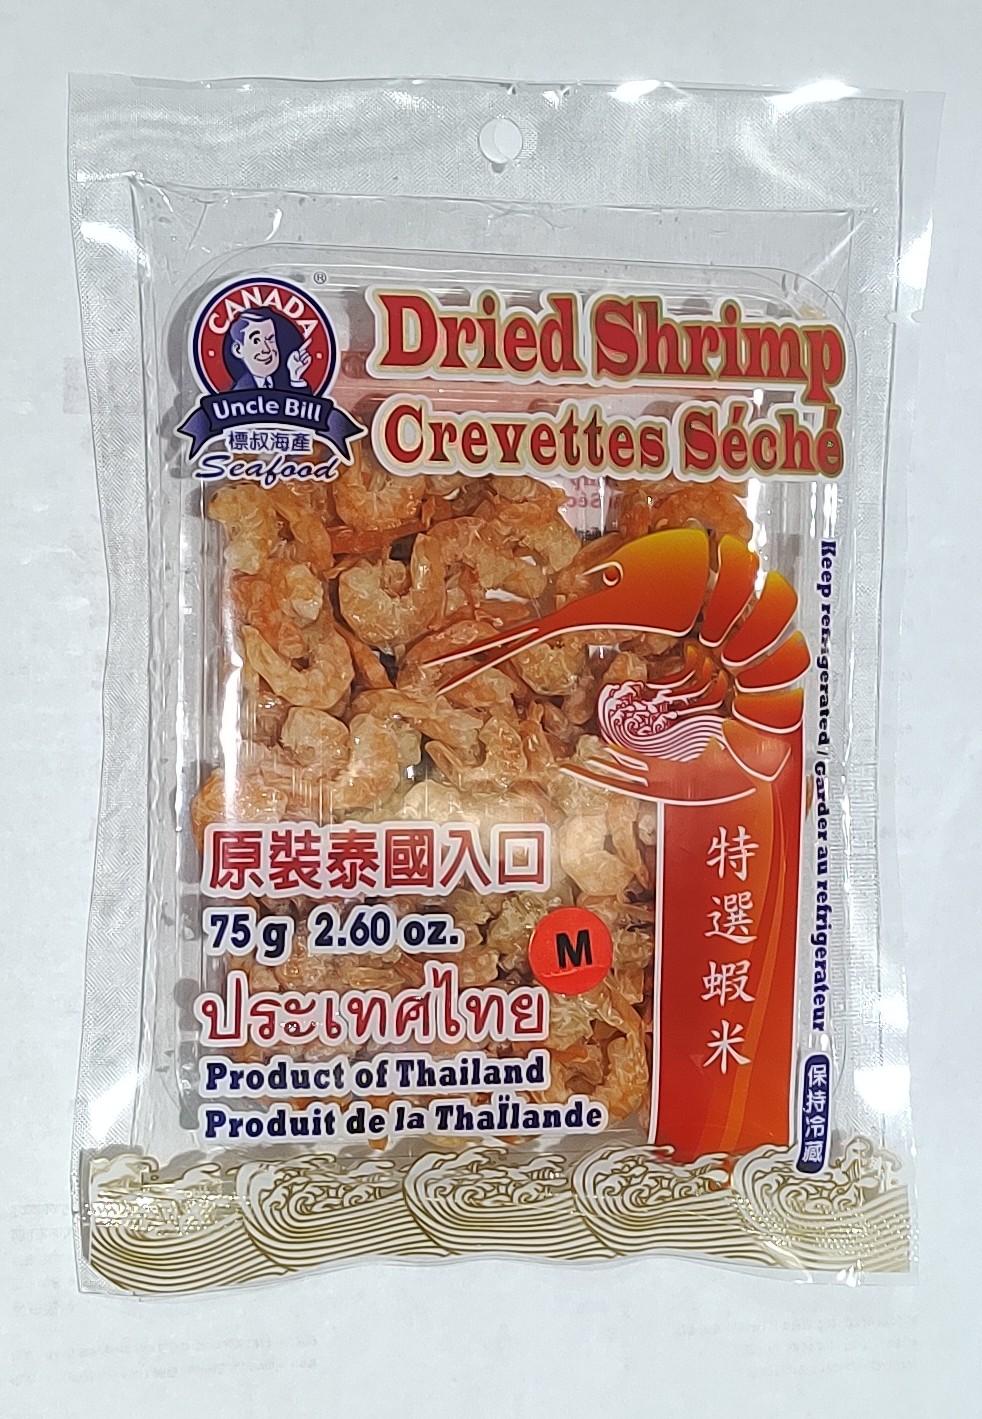 CANADA
®
Uncle Bill
標叔海產
Seafood
Dried Shrimp
Crevettes Séché
Keep refrigerated / Garder au refrigerateur
保持冷藏
特選蝦米
原裝泰國入口
75g 2.60 oz.
M
ประเทศไทย
Product of Thailand
Produit de la ThaÏlande